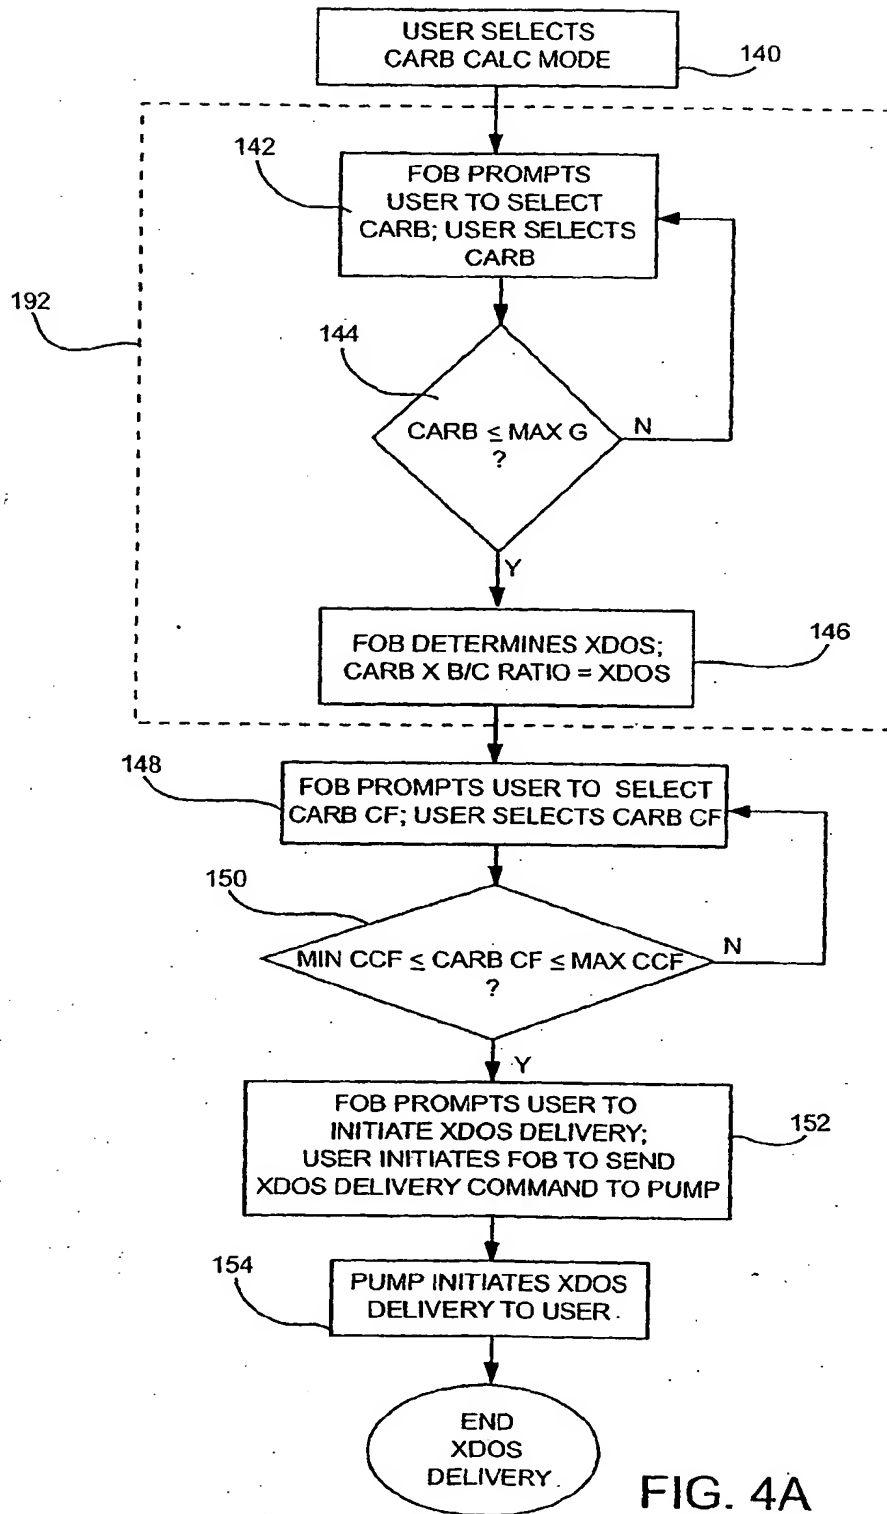 USER SELECTS
CARB CALC MODE
140
142
FOB PROMPTS
USER TO SELECT
CARB; USER SELECTS
CARB
192
144
CARB ≤ MAX G
?
N
Y
FOB DETERMINES XDOS;
CARB X B/C RATIO = XDOS
146
148
FOB PROMPTS USER TO SELECT
CARB CF; USER SELECTS CARB CF
150
MIN CCF ≤ CARB CF ≤ MAX CCF
?
N
Y
FOB PROMPTS USER TO
INITIATE XDOS DELIVERY;
USER INITIATES FOB TO SEND
XDOS DELIVERY COMMAND TO PUMP
152
154
PUMP INITIATES XDOS
DELIVERY TO USER
END
XDOS
DELIVERY
FIG. 4A